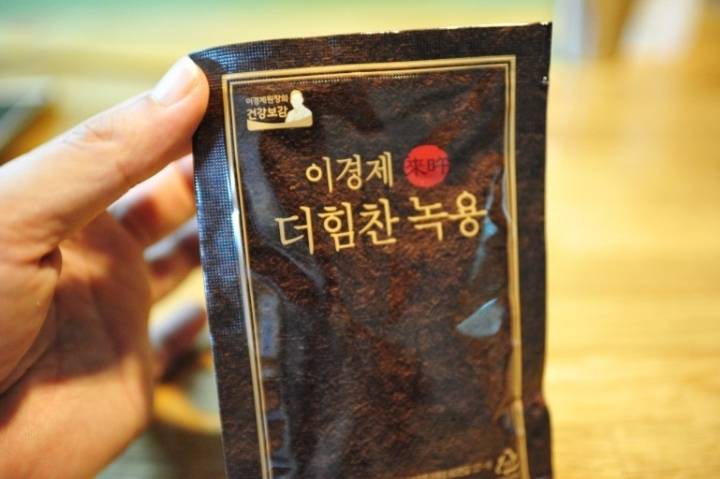 이경제원장의
건강보감
이경제
더힘찬 녹용